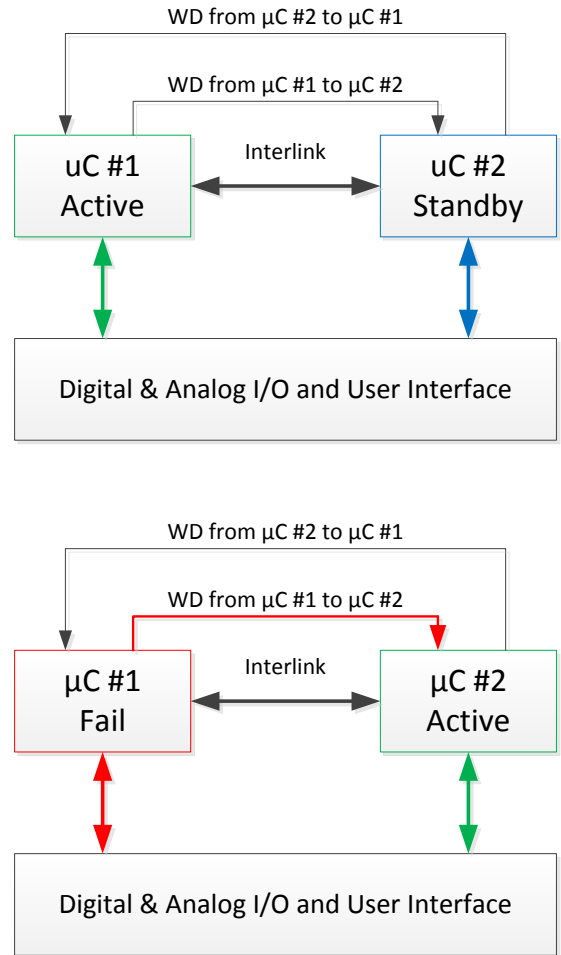 WD from µC #2 to µC #1
WD from µC #1 to µC #2
Interlink
uC #1
Active
uC #2
Standby
Digital & Analog I/O and User Interface
WD from µC #2 to µC #1
WD from µC #1 to µC #2
Interlink
µC #1
Fail
µC #2
Active
Digital & Analog I/O and User Interface